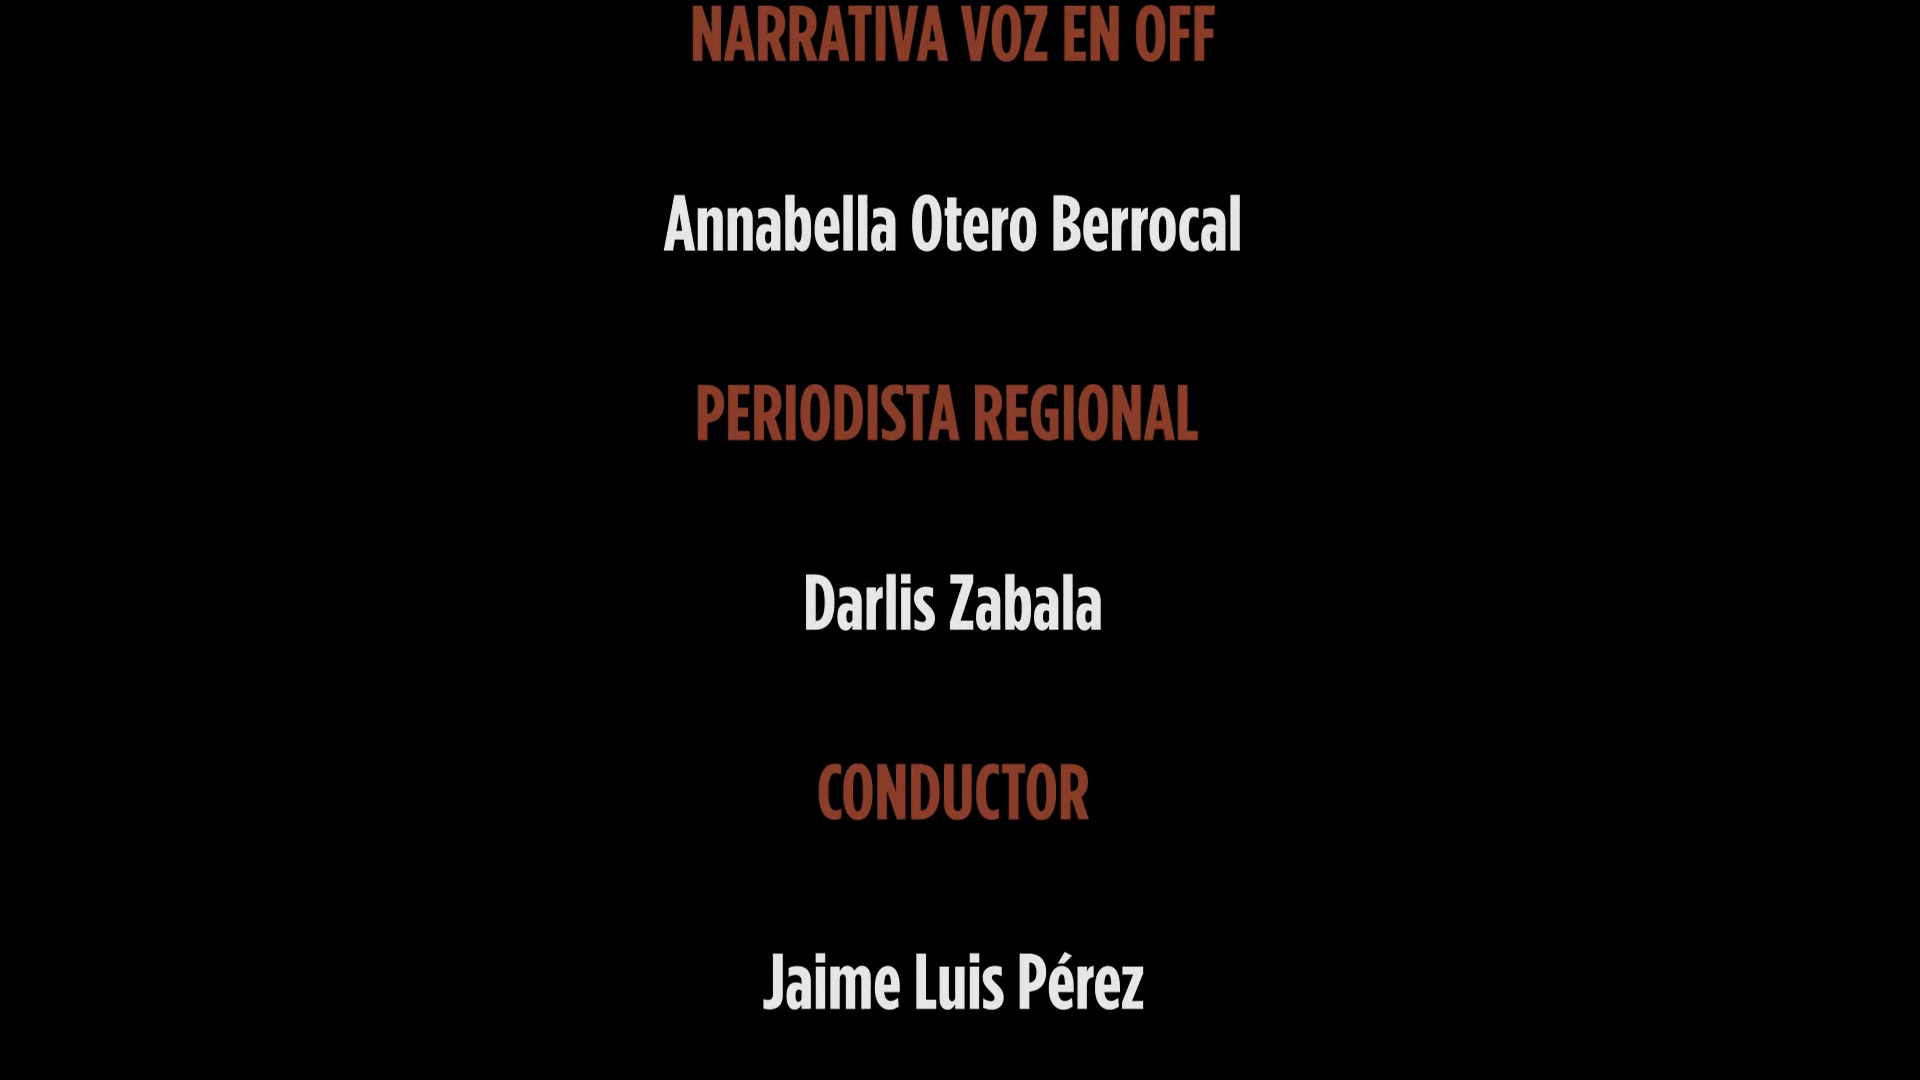 NARRATIVA VOZ EN OFF
Annabella Otero Berrocal
PERIODISTA REGIONAL
Darlis Zabala
CONDUCTOR
Jaime Luis Pérez